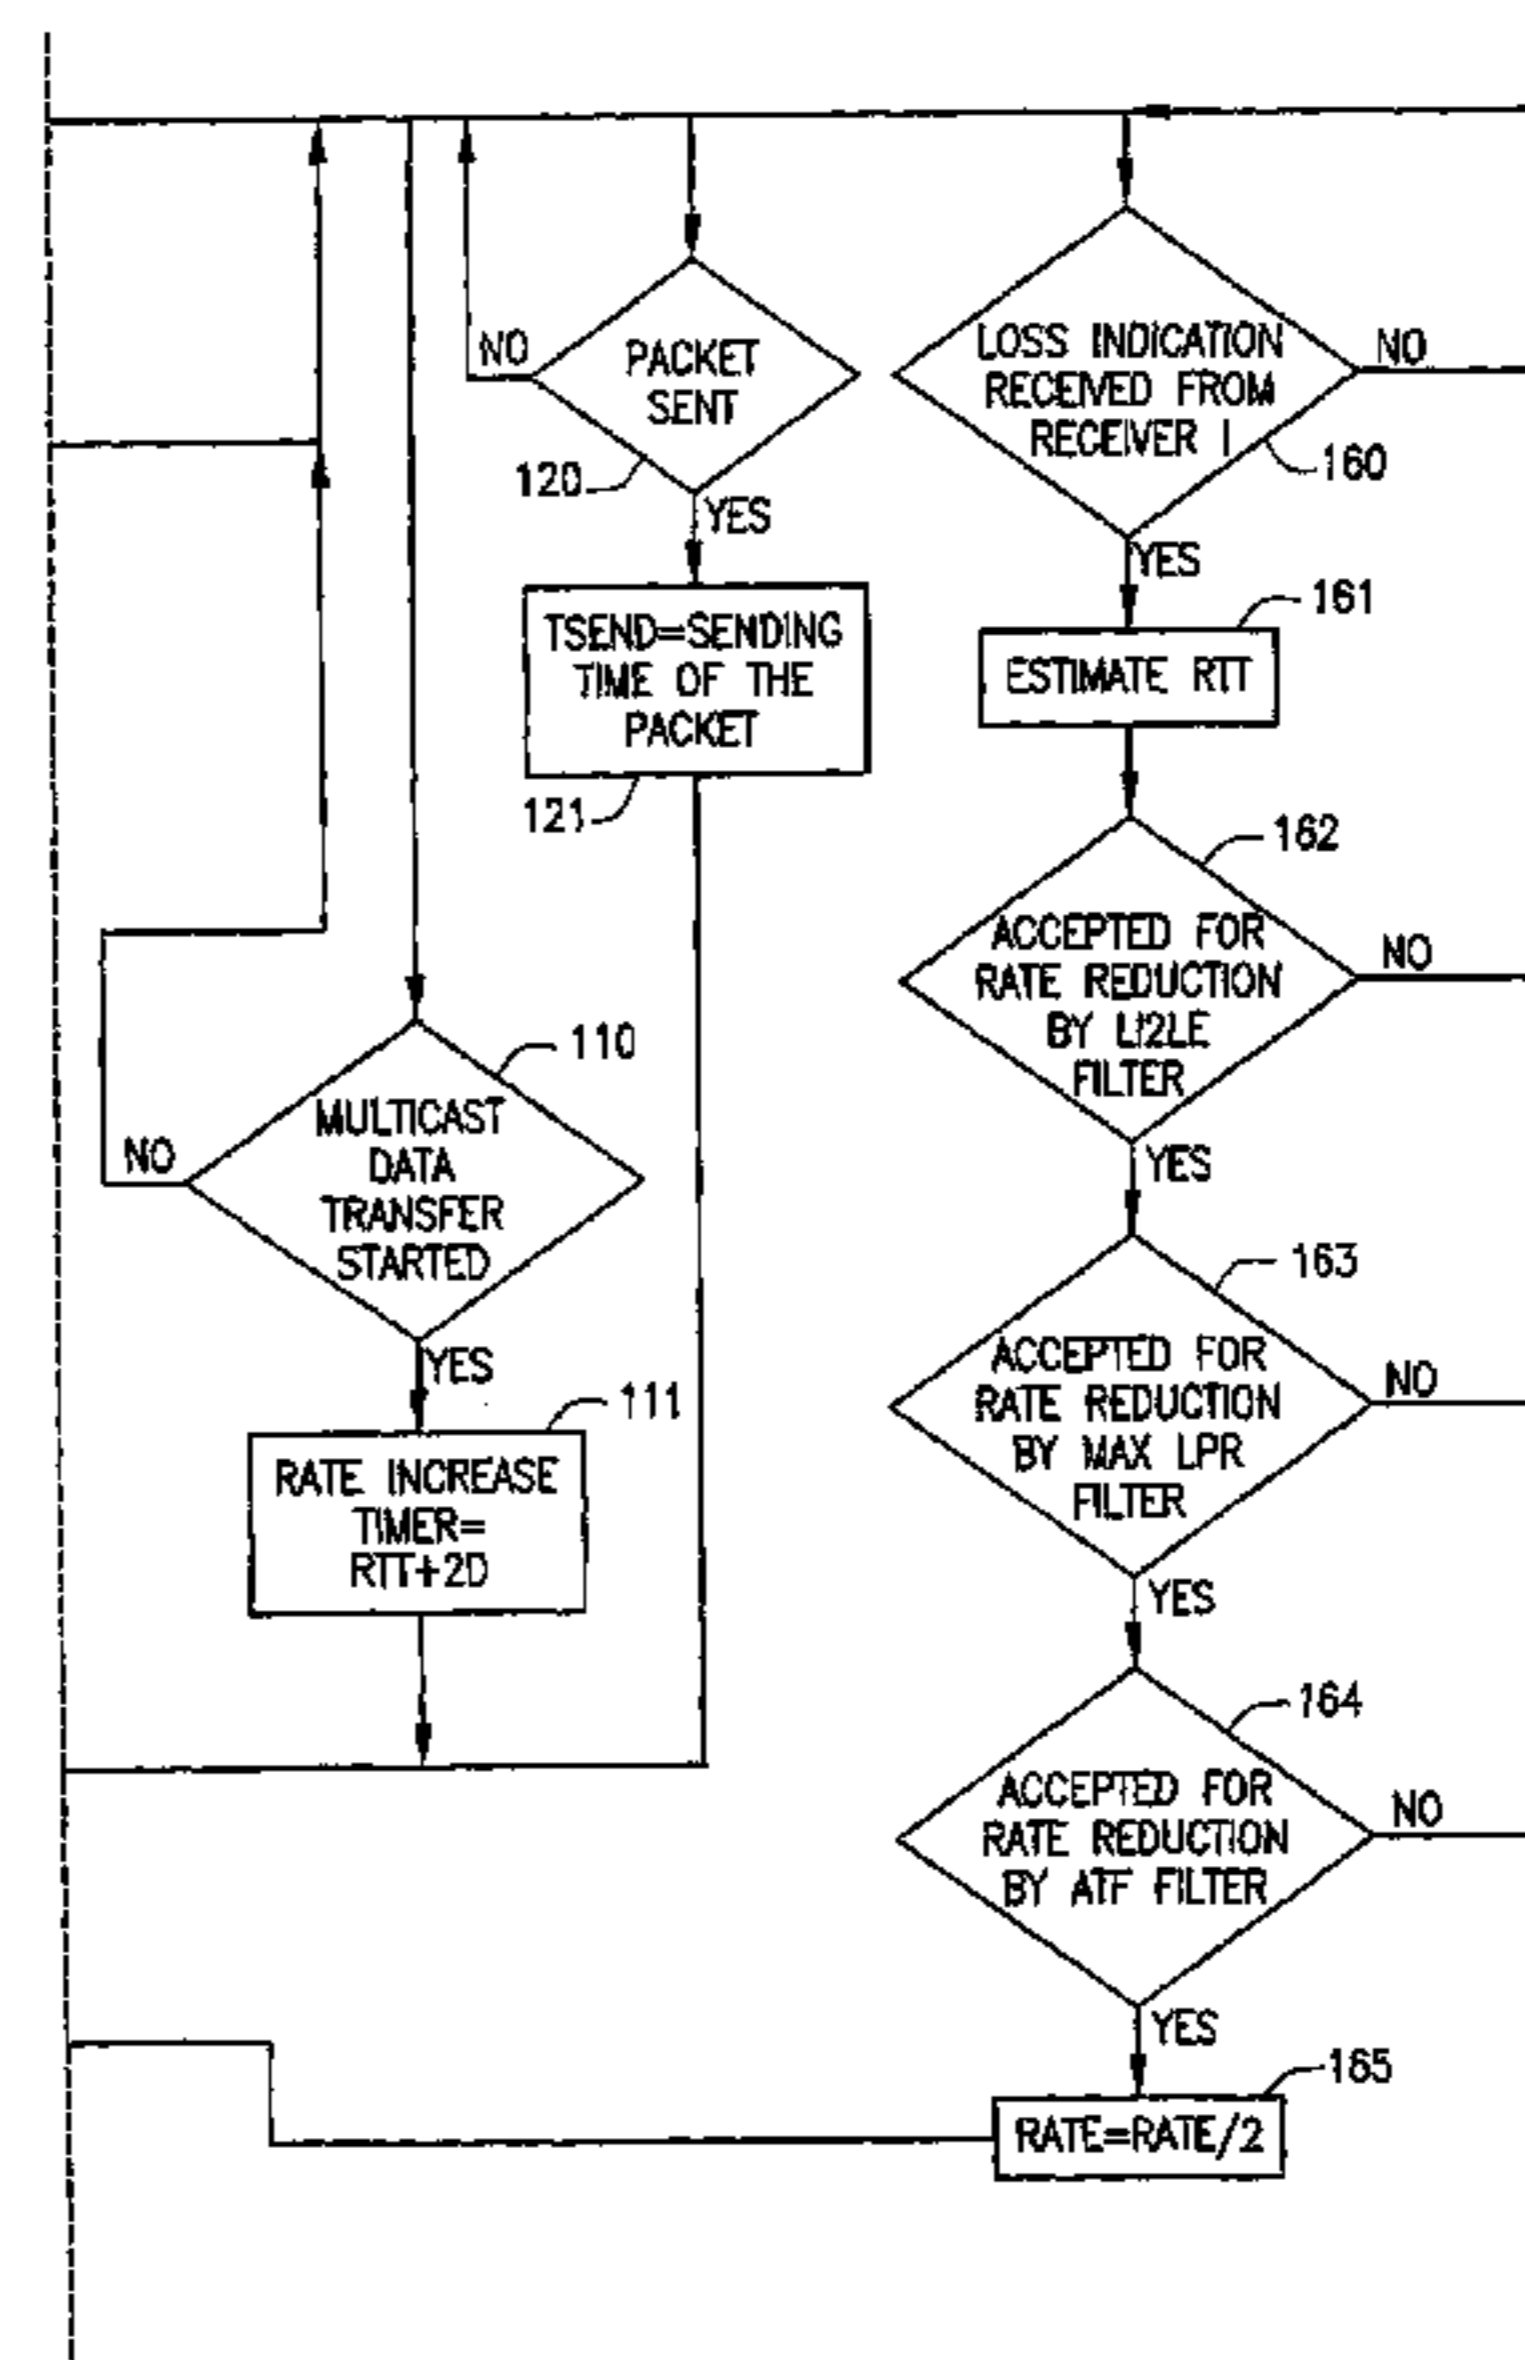 NO
PACKET
SENT
120
YES
TSEND=SENDING
TIME OF THE
PACKET
121
LOSS INDICATION
RECEIVED FROM
RECEIVER I
NO
160
YES
161
ESTIMATE RTT
162
ACCEPTED FOR
RATE REDUCTION
BY LI2LE
FILTER
NO
YES
110
MULTICAST
DATA
TRANSFER
STARTED
NO
YES
111
RATE INCREASE
TIMER=
RTT+2D
163
ACCEPTED FOR
RATE REDUCTION
BY MAX LPR
FILTER
NO
YES
164
ACCEPTED FOR
RATE REDUCTION
BY ATF FILTER
NO
YES
165
RATE=RATE/2